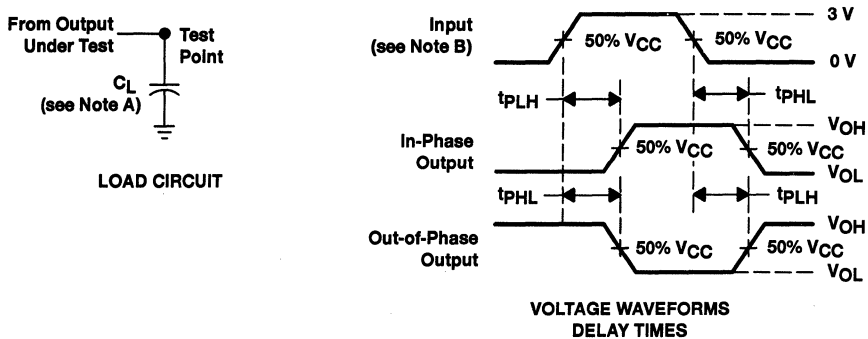 From Output
Under Test
Test
Point
CL
(see Note A)
LOAD CIRCUIT
Input
(see Note B)
50% VCC
50% VCC
3 V
0 V
tPLH
tPHL
In-Phase
Output
50% VCC
50% VCC
VOH
VOL
tPHL
tPLH
Out-of-Phase
Output
50% VCC
50% VCC
VOH
VOL
VOLTAGE WAVEFORMS
DELAY TIMES